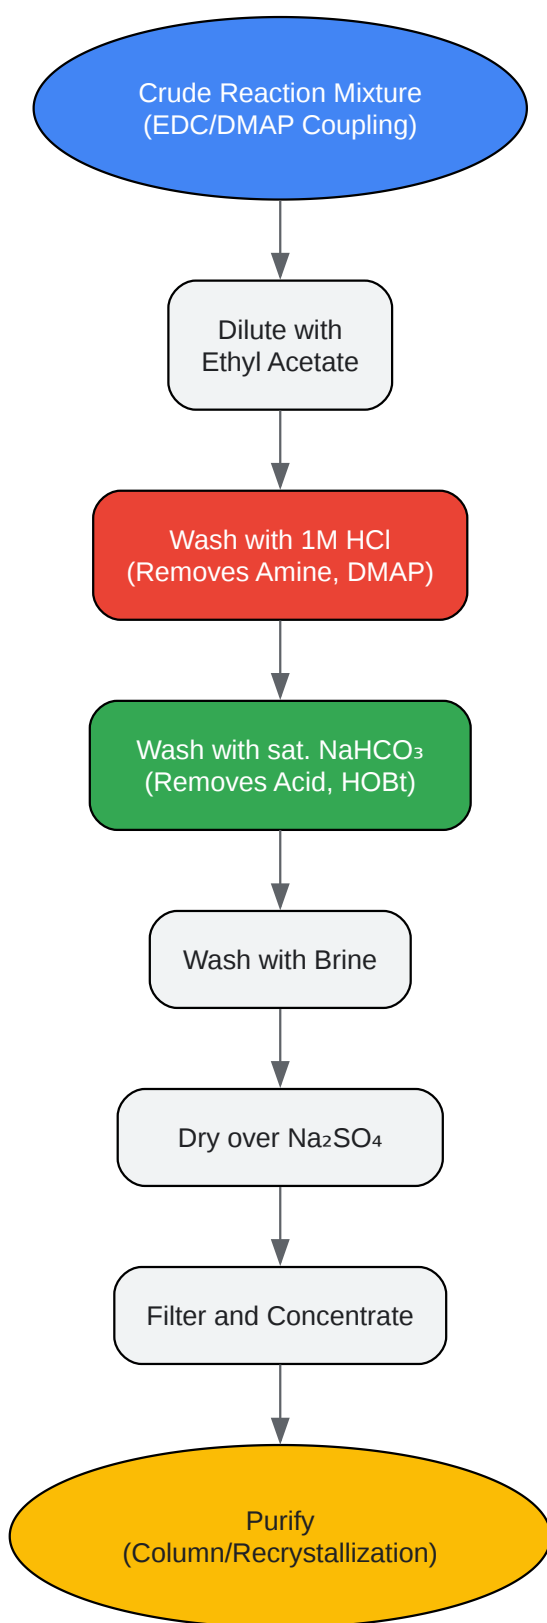 Crude Reaction Mixture
(EDC/DMAP Coupling)
Dilute with
Ethyl Acetate
Wash with 1M HCl
(Removes Amine, DMAP)
Wash with sat. NaHCO₃
(Removes Acid, HOBt)
Wash with Brine
Dry over Na₂SO₄
Filter and Concentrate
Purify
(Column/Recrystallization)